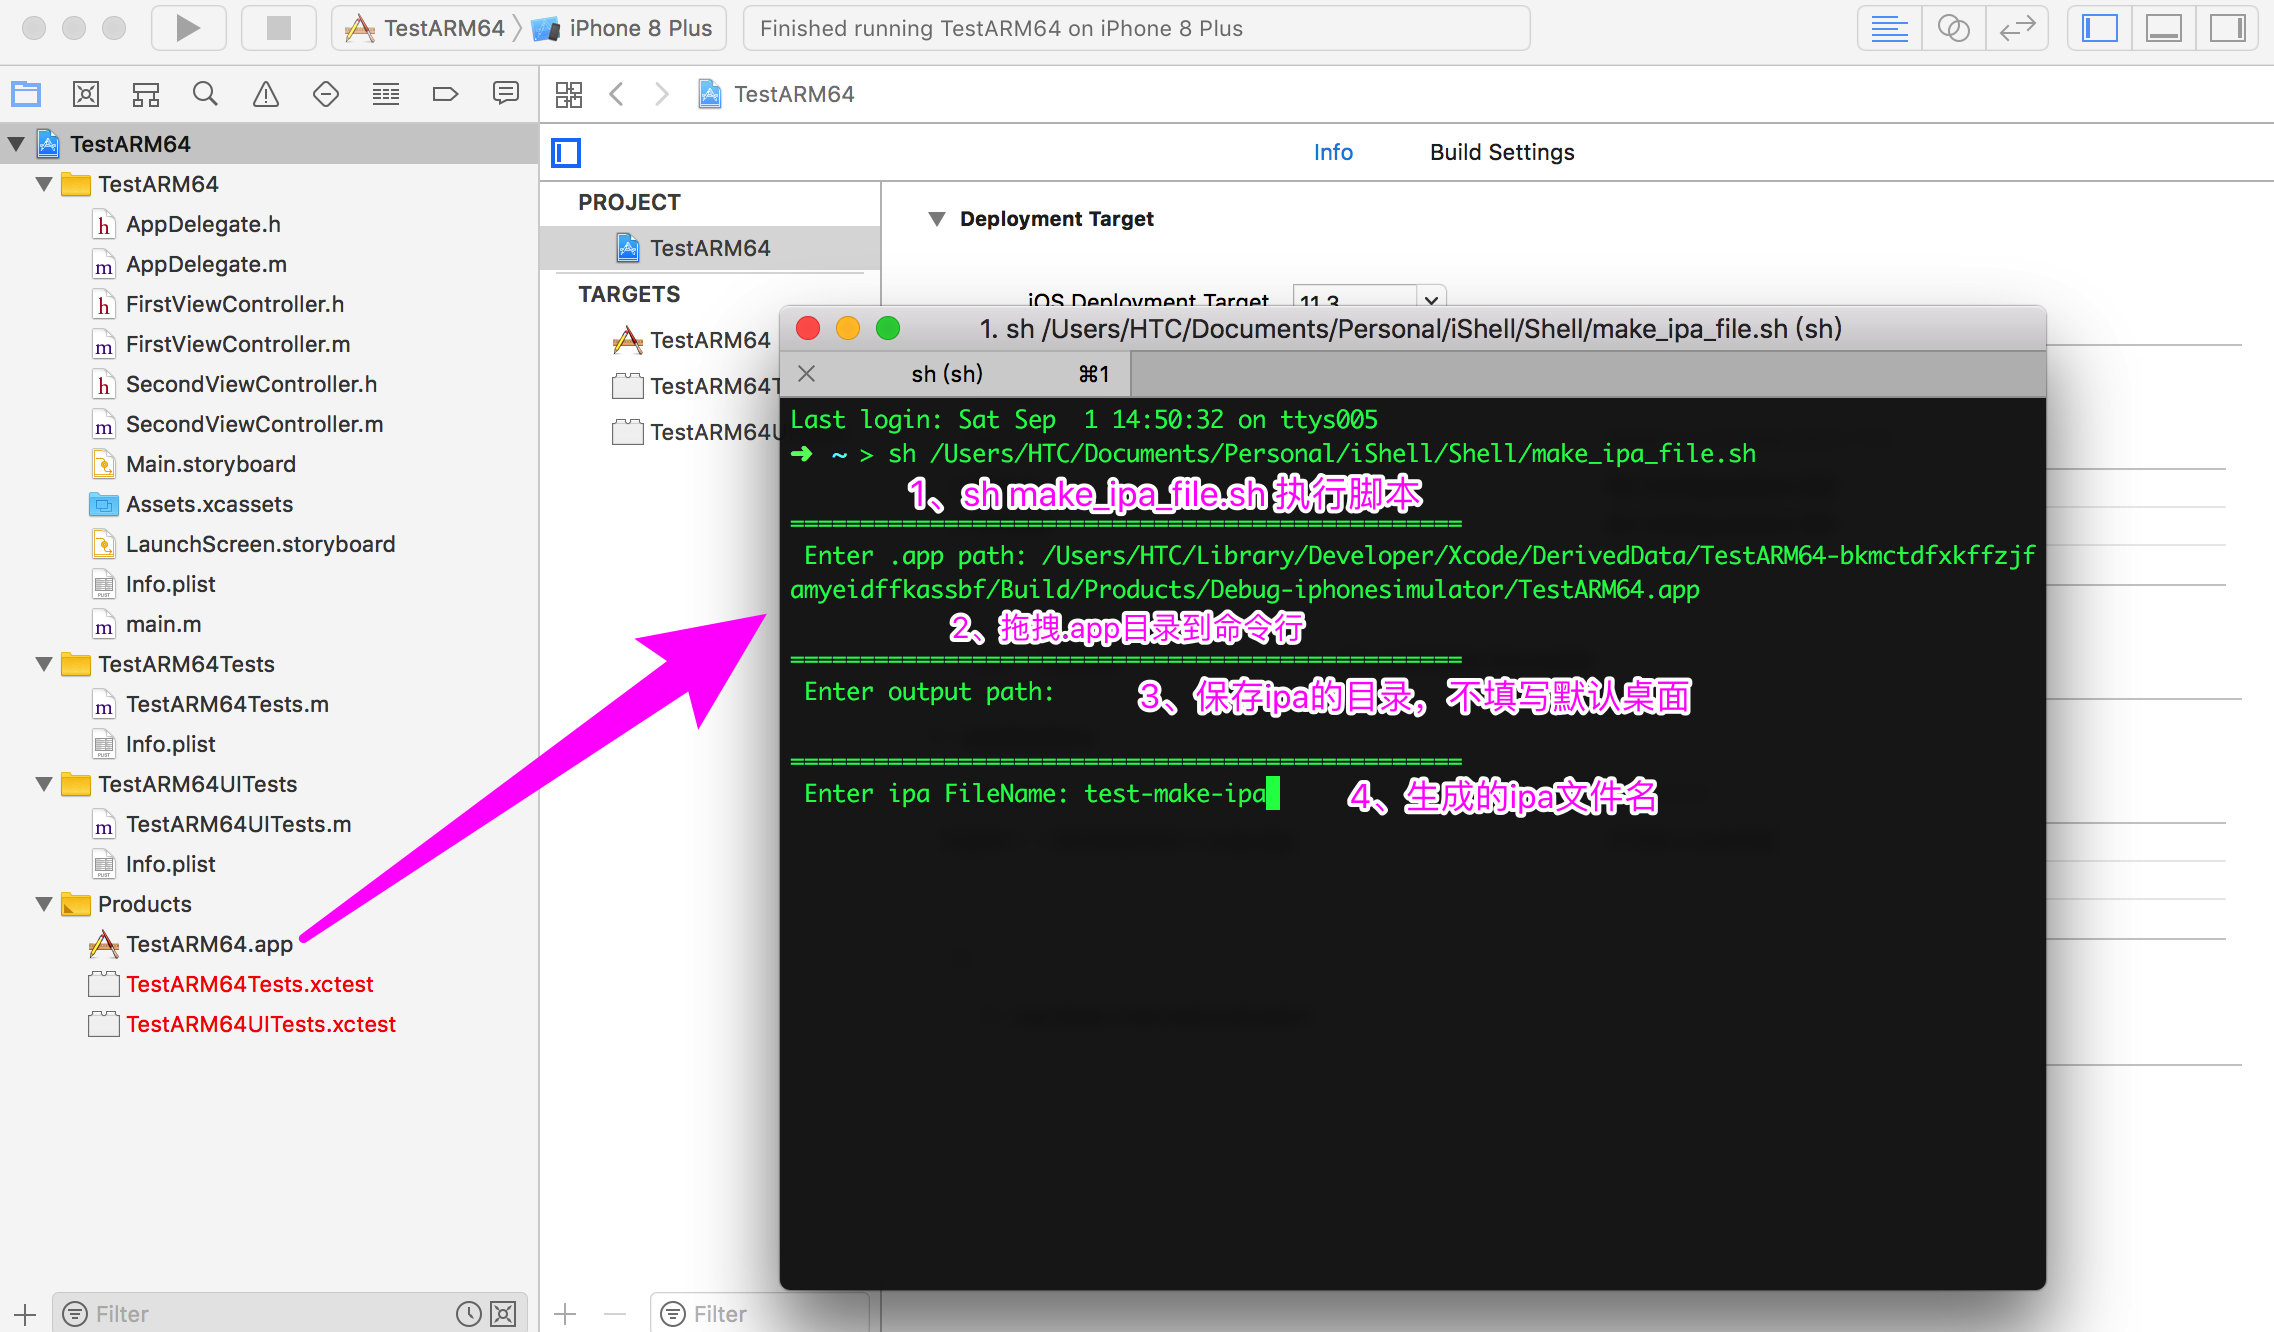 TestARM64
iPhone 8 Plus
Finished running TestARM64 on iPhone 8 Plus
TestARM64
TestARM64
TestARM64
AppDelegate.h
AppDelegate.m
FirstViewController.h
FirstViewController.m
SecondViewController.h
SecondViewController.m
Main.storyboard
Assets.xcassets
LaunchScreen.storyboard
Info.plist
main.m
TestARM64Tests
TestARM64Tests.m
Info.plist
TestARM64UITests
TestARM64UITests.m
Info.plist
Products
TestARM64.app
TestARM64Tests.xctest
TestARM64UITests.xctest
Filter
Info
Build Settings
PROJECT
TestARM64
TARGETS
TestARM64
TestARM64T
TestARM64U
Filter
Deployment Target
iOS Deployment Target
11.3
1. sh /Users/HTC/Documents/Personal/iShell/Shell/make_ipa_file.sh (sh)
sh (sh)
⌘1
Last login: Sat Sep  1 14:50:32 on ttys005
➜  ~ > sh /Users/HTC/Documents/Personal/iShell/Shell/make_ipa_file.sh
1、sh make_ipa_file.sh 执行脚本
================================================
Enter .app path: /Users/HTC/Library/Developer/Xcode/DerivedData/TestARM64-bkmctdfxkffzjf
amyeidffkassbf/Build/Products/Debug-iphonesimulator/TestARM64.app
2、拖拽.app目录到命令行
================================================
Enter output path:
3、保存ipa的目录，不填写默认桌面
================================================
Enter ipa FileName: test-make-ipa
4、生成的ipa文件名